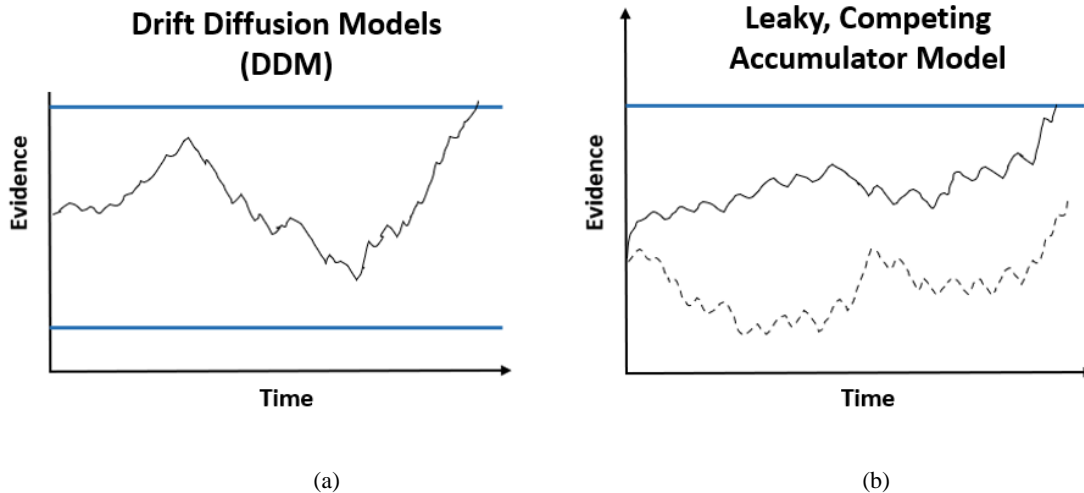 Drift Diffusion Models
(DDM)
Evidence
Time
(a)
Leaky, Competing
Accumulator Model
Evidence
Time
(b)